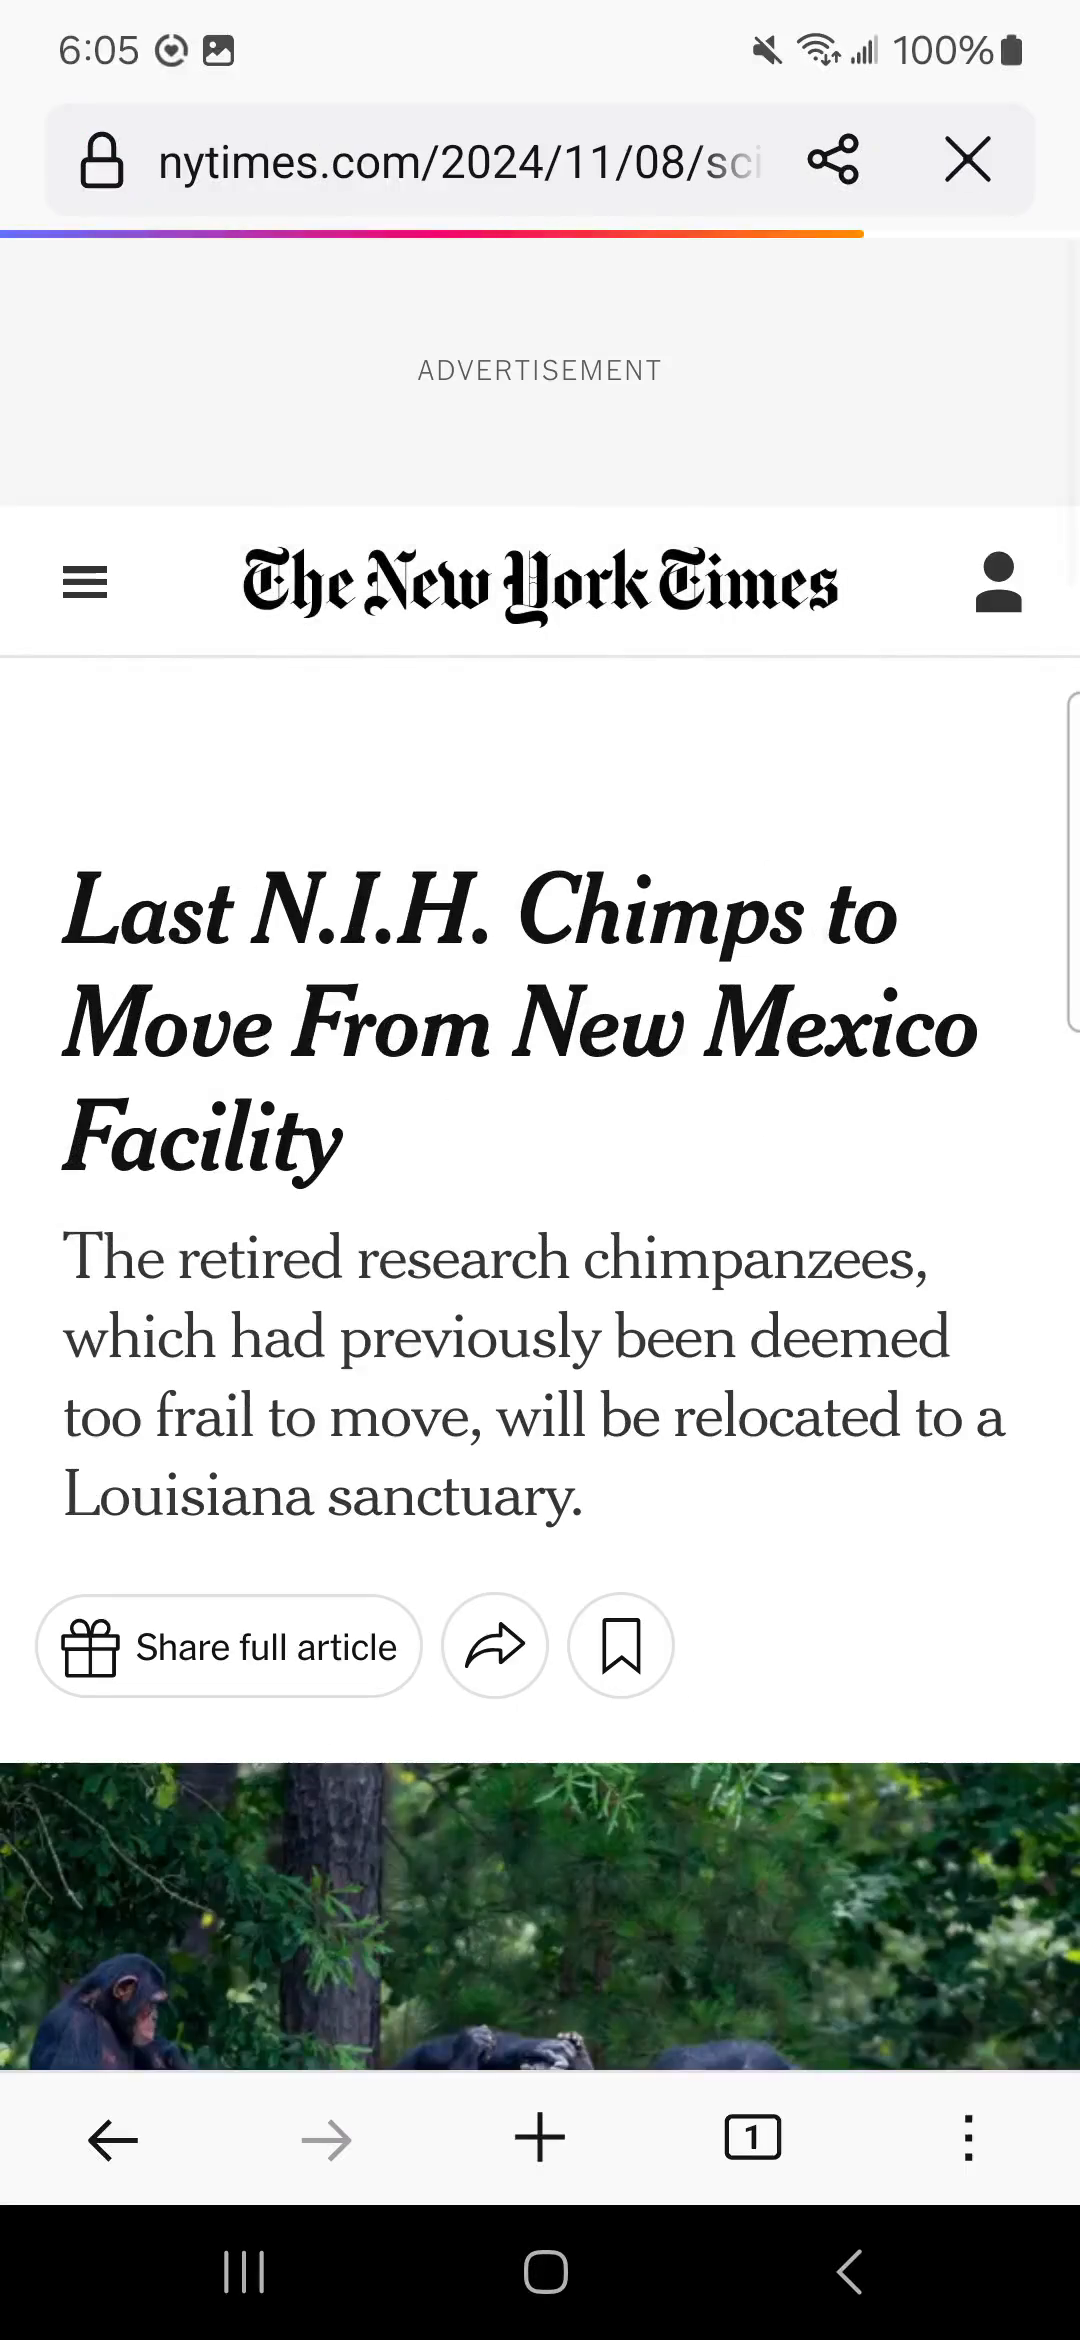 6:05
100%
nytimes.com/2024/11/08/sci
ADVERTISEMENT
The New York Times
Last N.I.H. Chimps to
Move From New Mexico
Facility
The retired research chimpanzees,
which had previously been deemed
too frail to move, will be relocated to a
Louisiana sanctuary.
Share full article
1